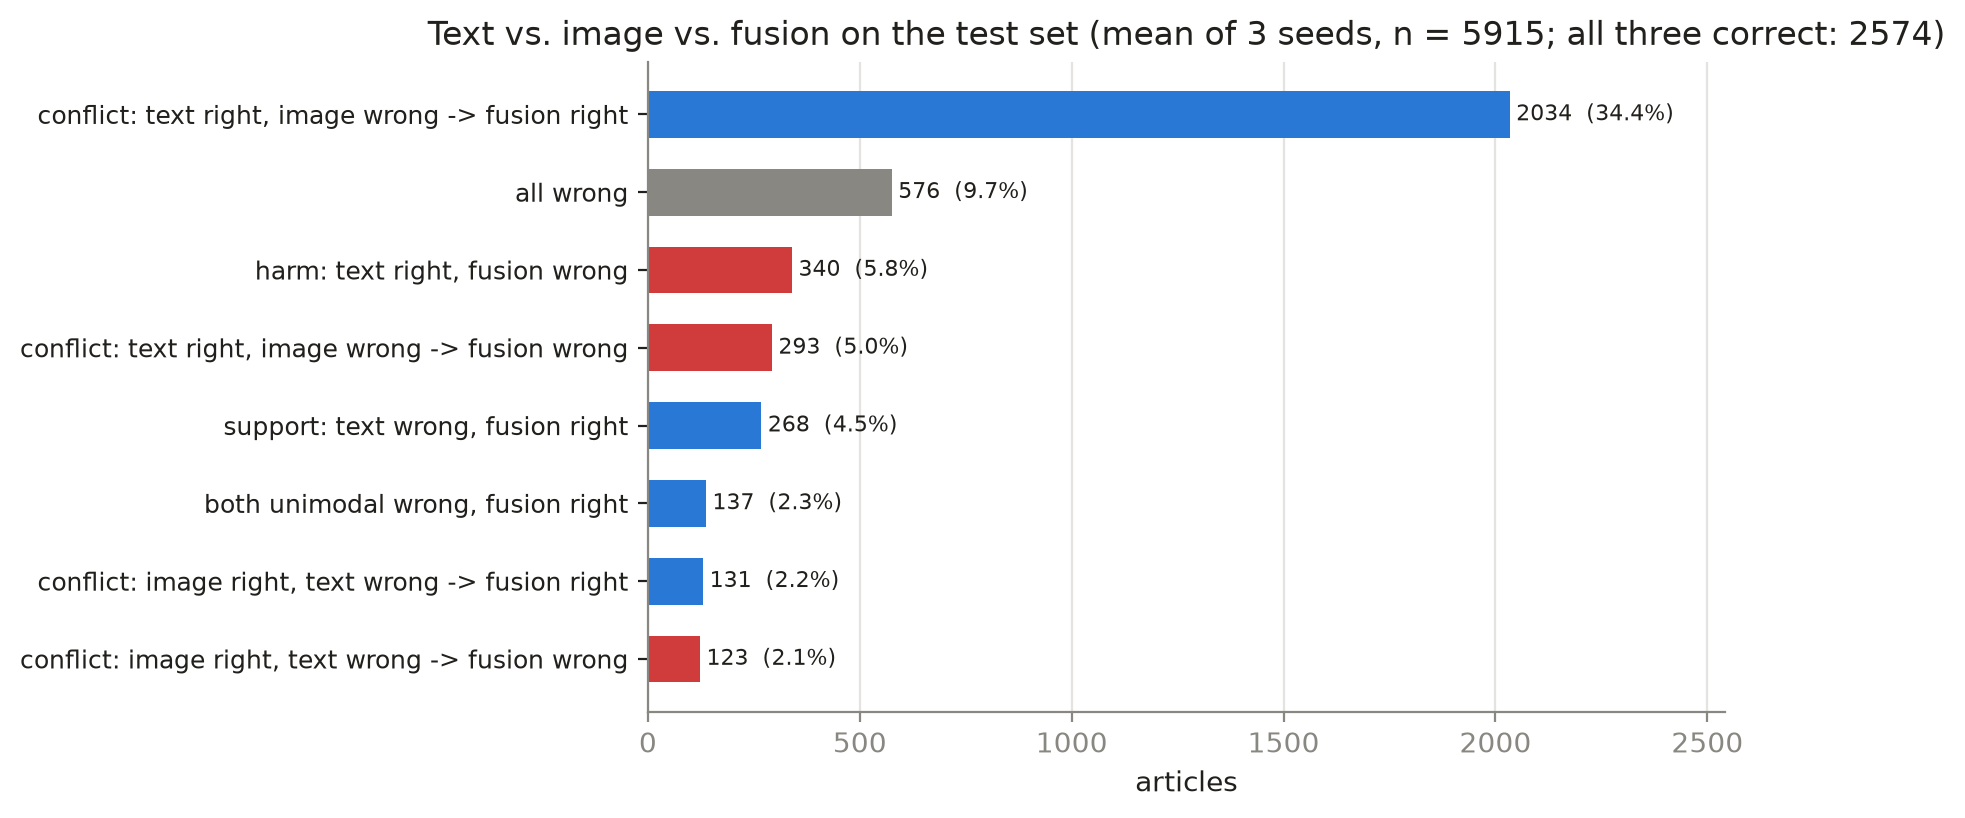 Text vs. image vs. fusion on the test set (mean of 3 seeds, n = 5915; all three correct: 2574)
conflict: text right, image wrong -> fusion right 2034 (34.4%)
all wrong 576 (9.7%)
harm: text right, fusion wrong 340 (5.8%)
conflict: text right, image wrong -> fusion wrong 293 (5.0%)
support: text wrong, fusion right 268 (4.5%)
both unimodal wrong, fusion right 137 (2.3%)
conflict: image right, text wrong -> fusion right 131 (2.2%)
conflict: image right, text wrong -> fusion wrong 123 (2.1%)
0 500 1000 1500 2000 2500
articles